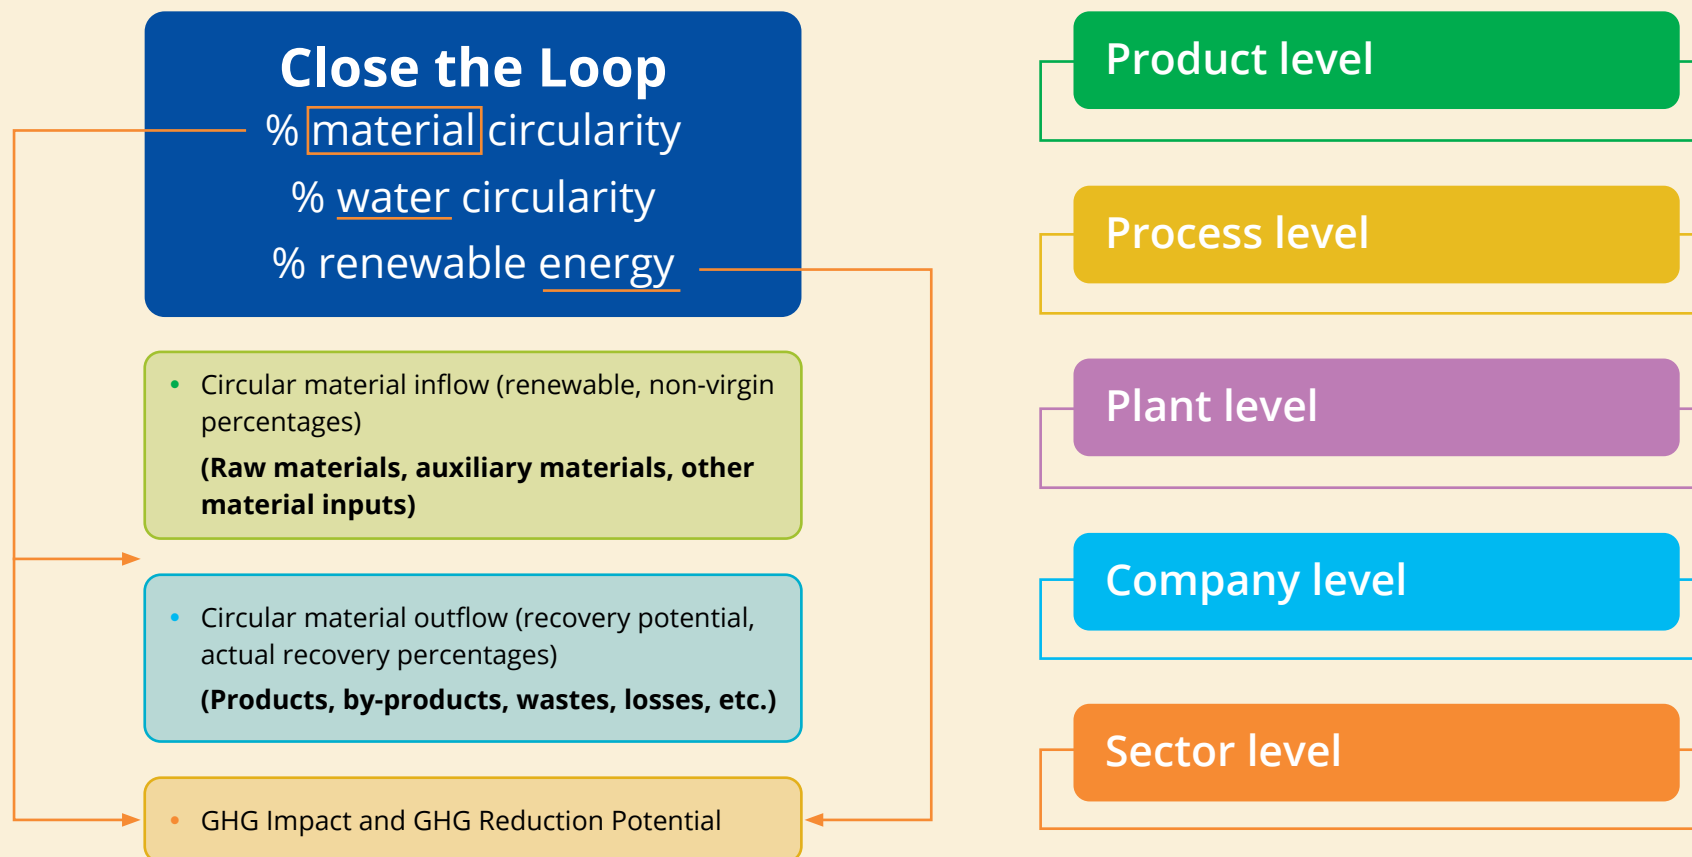 Close the Loop
% material circularity
% water circularity
% renewable energy
• Circular material inflow (renewable, non-virgin
percentages)
(Raw materials, auxiliary materials, other
material inputs)
• Circular material outflow (recovery potential,
actual recovery percentages)
(Products, by-products, wastes, losses, etc.)
• GHG Impact and GHG Reduction Potential
Product level
Process level
Plant level
Company level
Sector level